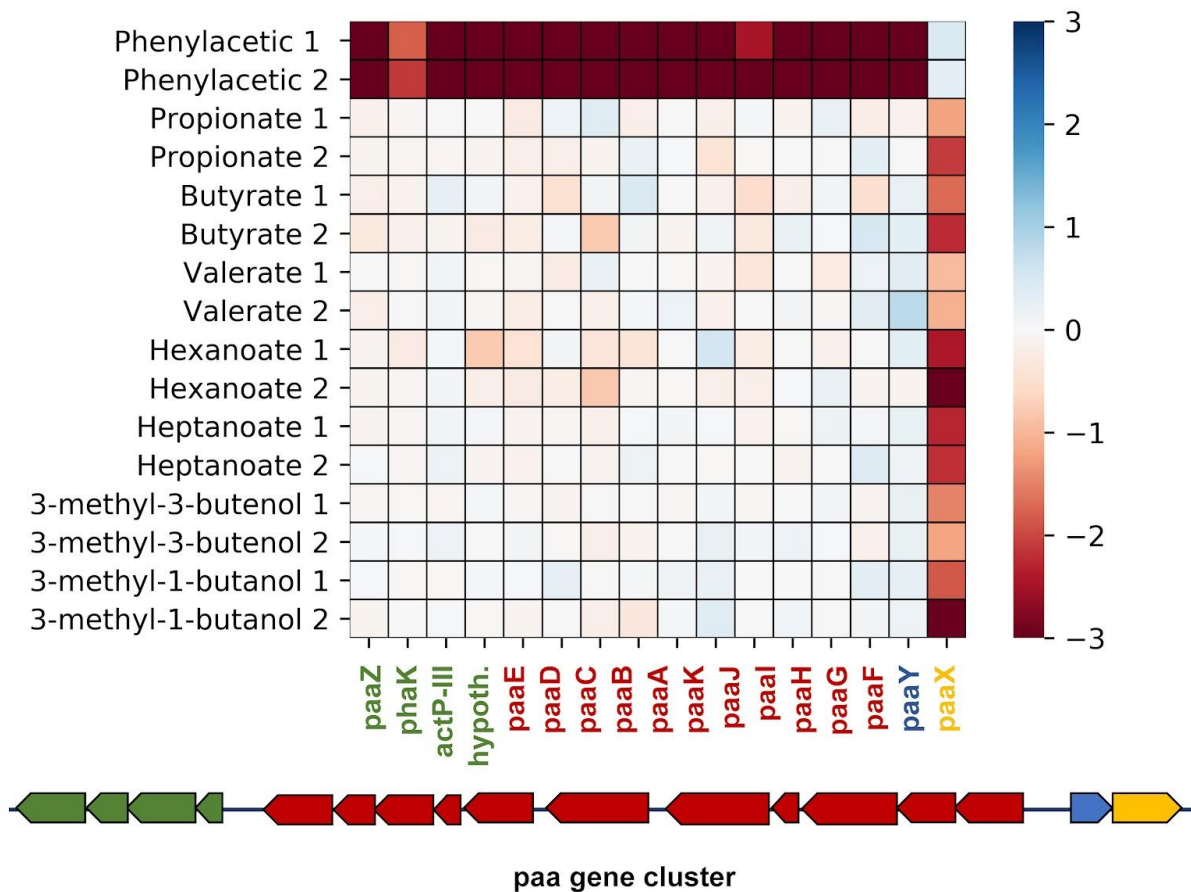 Phenylacetic 1
Phenylacetic 2
Propionate 1
Propionate 2
Butyrate 1
Butyrate 2
Valerate 1
Valerate 2
Hexanoate 1
Hexanoate 2
Heptanoate 1
Heptanoate 2
3-methyl-3-butenol 1
3-methyl-3-butenol 2
3-methyl-1-butanol 1
3-methyl-1-butanol 2
3
2
1
0
−1
−2
−3
paaZ
phaK
actP-III
hypoth.
paaE
paaD
paaC
paaB
paaA
paaK
paaJ
paaI
paaH
paaG
paaF
paaY
paaX
paa gene cluster